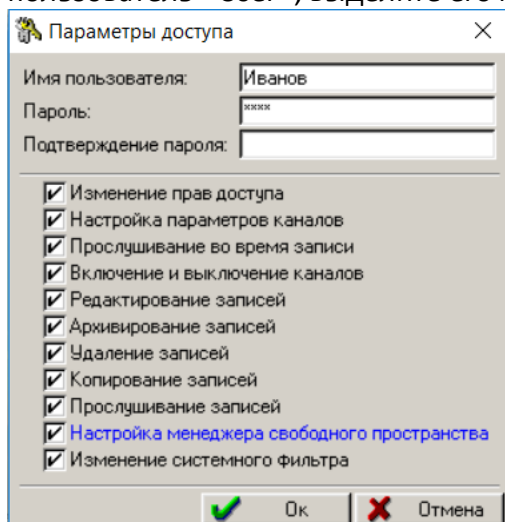 Параметры доступа
Имя пользователя: Иванов
Пароль: ****
Подтверждение пароля:
Изменение прав доступа
Настройка параметров каналов
Прослушивание во время записи
Включение и выключение каналов
Редактирование записей
Архивирование записей
Удаление записей
Копирование записей
Прослушивание записей
Настройка менеджера свободного пространства
Изменение системного фильтра
Ок Отмена